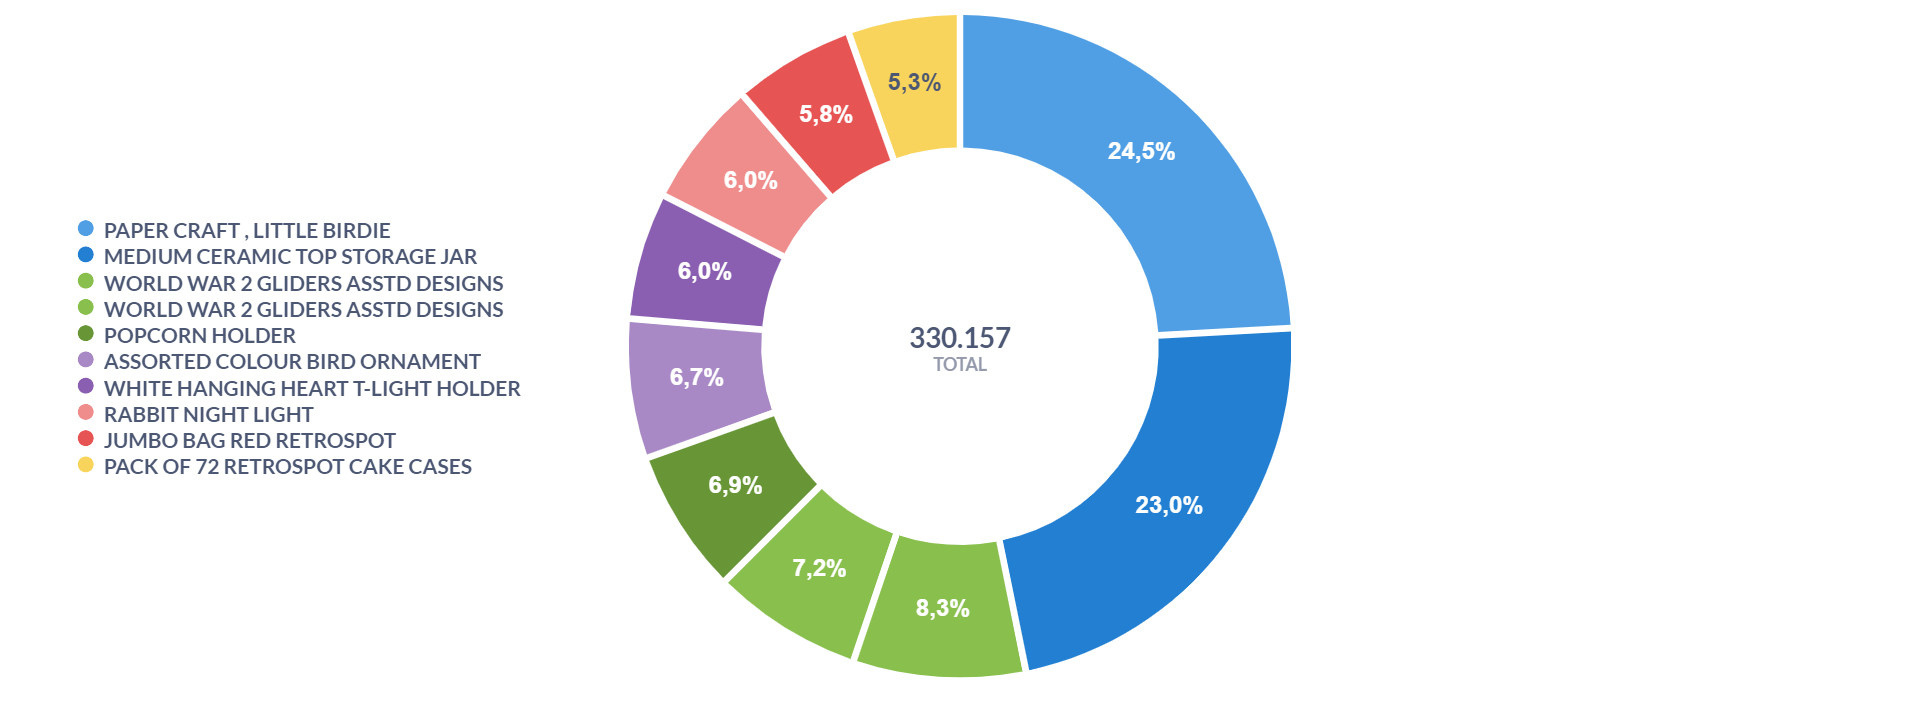 PAPER CRAFT , LITTLE BIRDIE
MEDIUM CERAMIC TOP STORAGE JAR
WORLD WAR 2 GLIDERS ASSTD DESIGNS
WORLD WAR 2 GLIDERS ASSTD DESIGNS
POPCORN HOLDER
ASSORTED COLOUR BIRD ORNAMENT
WHITE HANGING HEART T-LIGHT HOLDER
RABBIT NIGHT LIGHT
JUMBO BAG RED RETROSPOT
PACK OF 72 RETROSPOT CAKE CASES
24,5%
23,0%
8,3%
7,2%
6,9%
6,7%
6,0%
6,0%
5,8%
5,3%
330.157
TOTAL